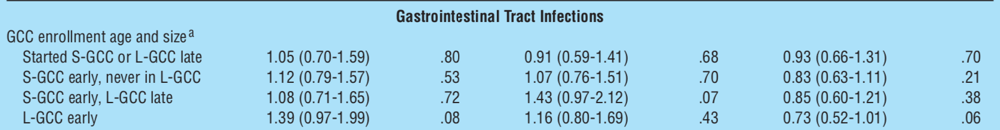 Gastrointestinal Tract Infections
GCC enrollment age and size a
Started S-GCC or L-GCC late 1.05 (0.70-1.59) .80 0.91 (0.59-1.41) .68 0.93 (0.66-1.31) .70
S-GCC early, never in L-GCC 1.12 (0.79-1.57) .53 1.07 (0.76-1.51) .70 0.83 (0.63-1.11) .21
S-GCC early, L-GCC late 1.08 (0.71-1.65) .72 1.43 (0.97-2.12) .07 0.85 (0.60-1.21) .38
L-GCC early 1.39 (0.97-1.99) .08 1.16 (0.80-1.69) .43 0.73 (0.52-1.01) .06